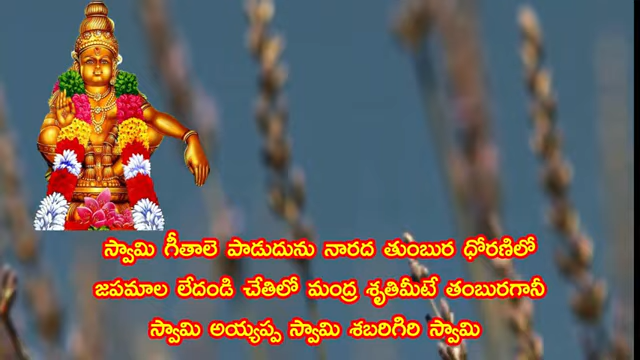 స్వామి గీతాలె పాడుదును నారద తుంబుర ధోరణిలో
జపమాల లేదండి చేతిలో మంద్ర శృతిమీటే తంబురగానీ
స్వామి అయ్యప్ప స్వామి శబరిగిరి స్వామి